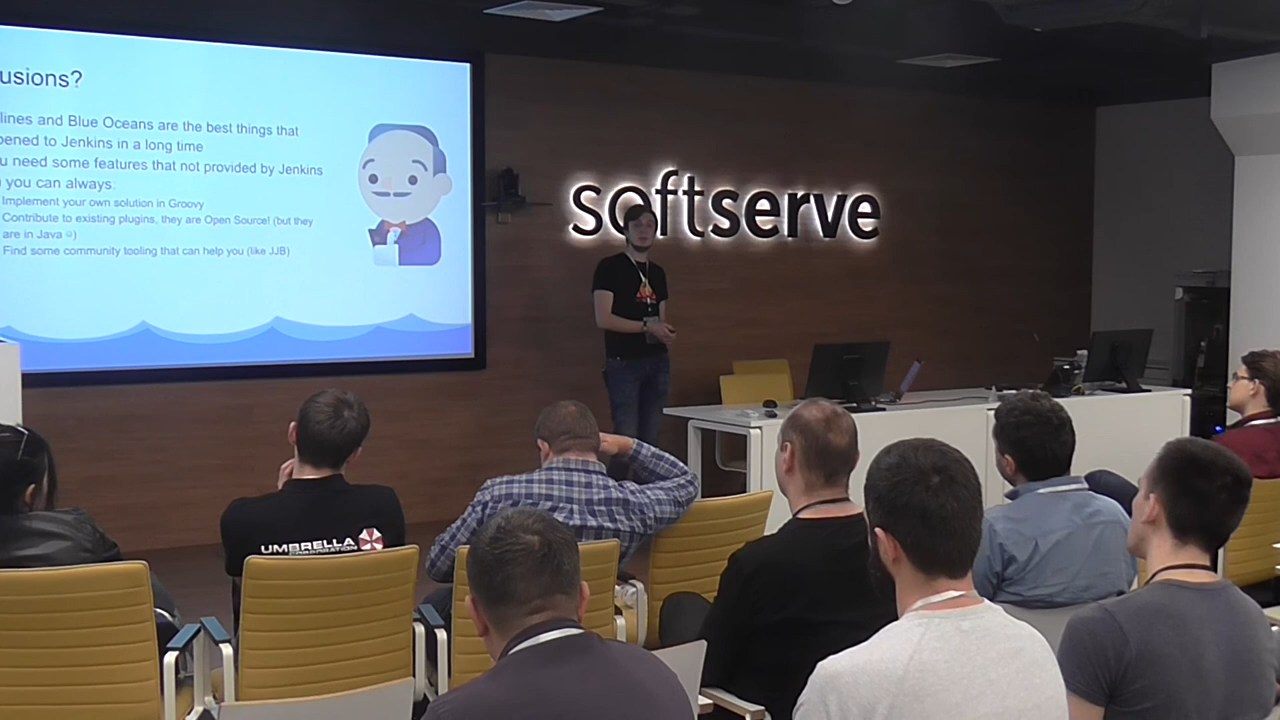 usions?
lines and Blue Oceans are the best things that
pened to Jenkins in a long time
u need some features that not provided by Jenkins
) you can always.
Implement your own solution in Groovy
Contribute to existing plugins, they are Open Source! (but they
are in Java ☺)
Find some community tooling that can help you (like JJB)
softserve
UMBRELLA
CORPORATION